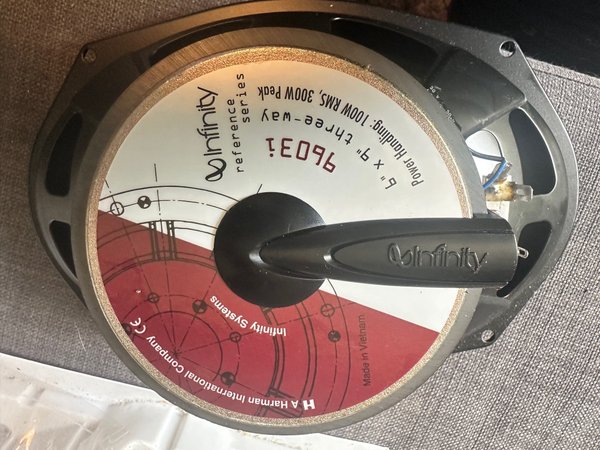 Infinity
reference
series
9603i
6" x 9" three-way
Power Handling: 100W RMS, 300W Peak
Infinity
Infinity Systems
H A Harman International Company CE
Made in Vietnam